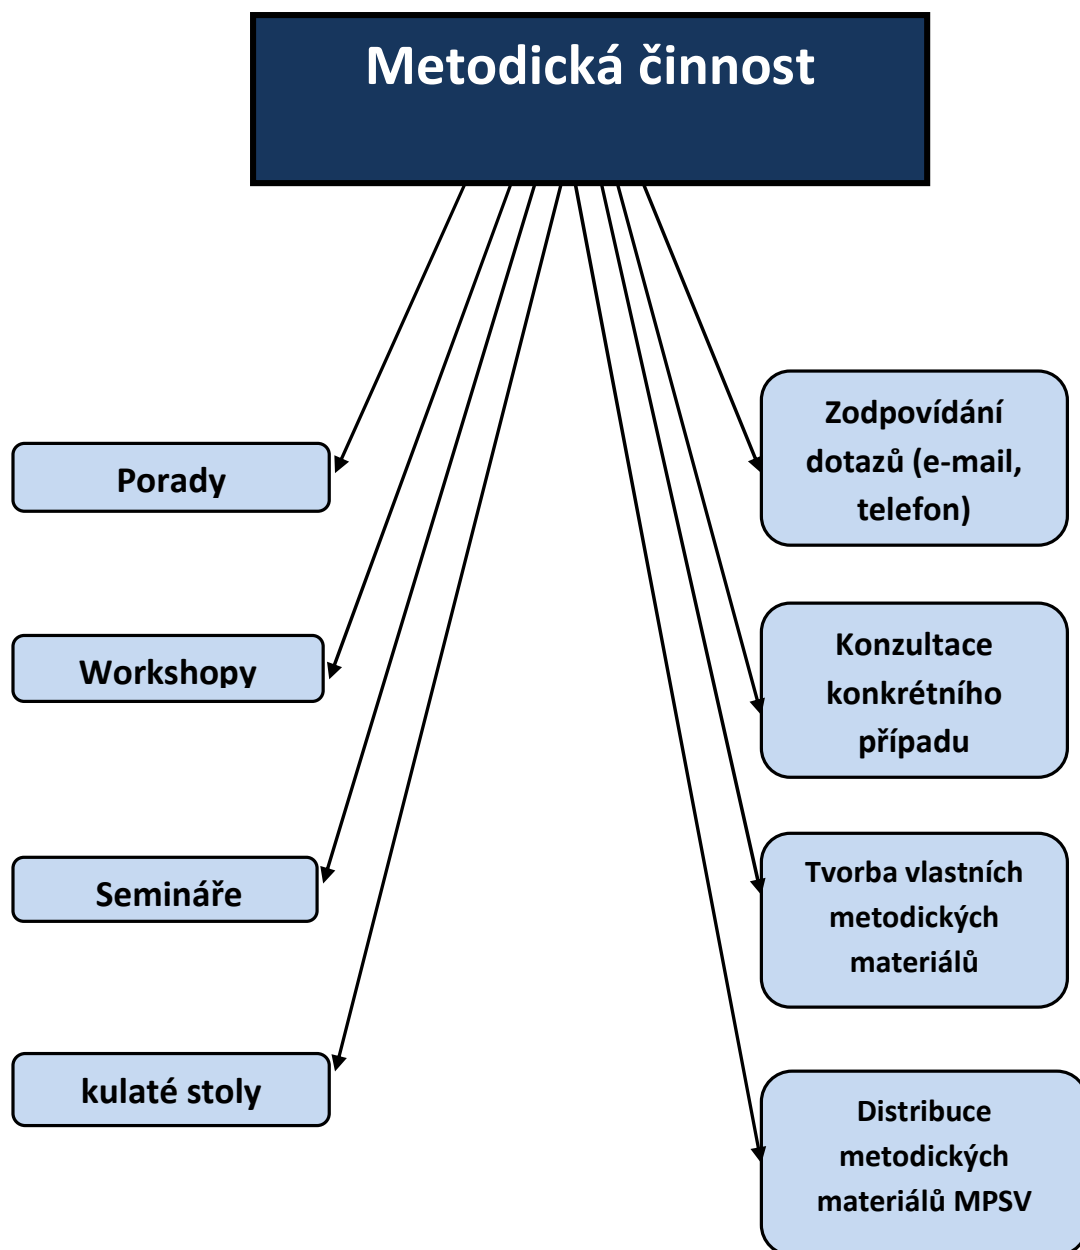 Metodická činnost
Porady
Workshopy
Semináře
kulaté stoly
Zodpovídání
dotazů (e-mail,
telefon)
Konzultace
konkrétního
případu
Tvorba vlastních
metodických
materiálů
Distribuce
metodických
materiálů MPSV